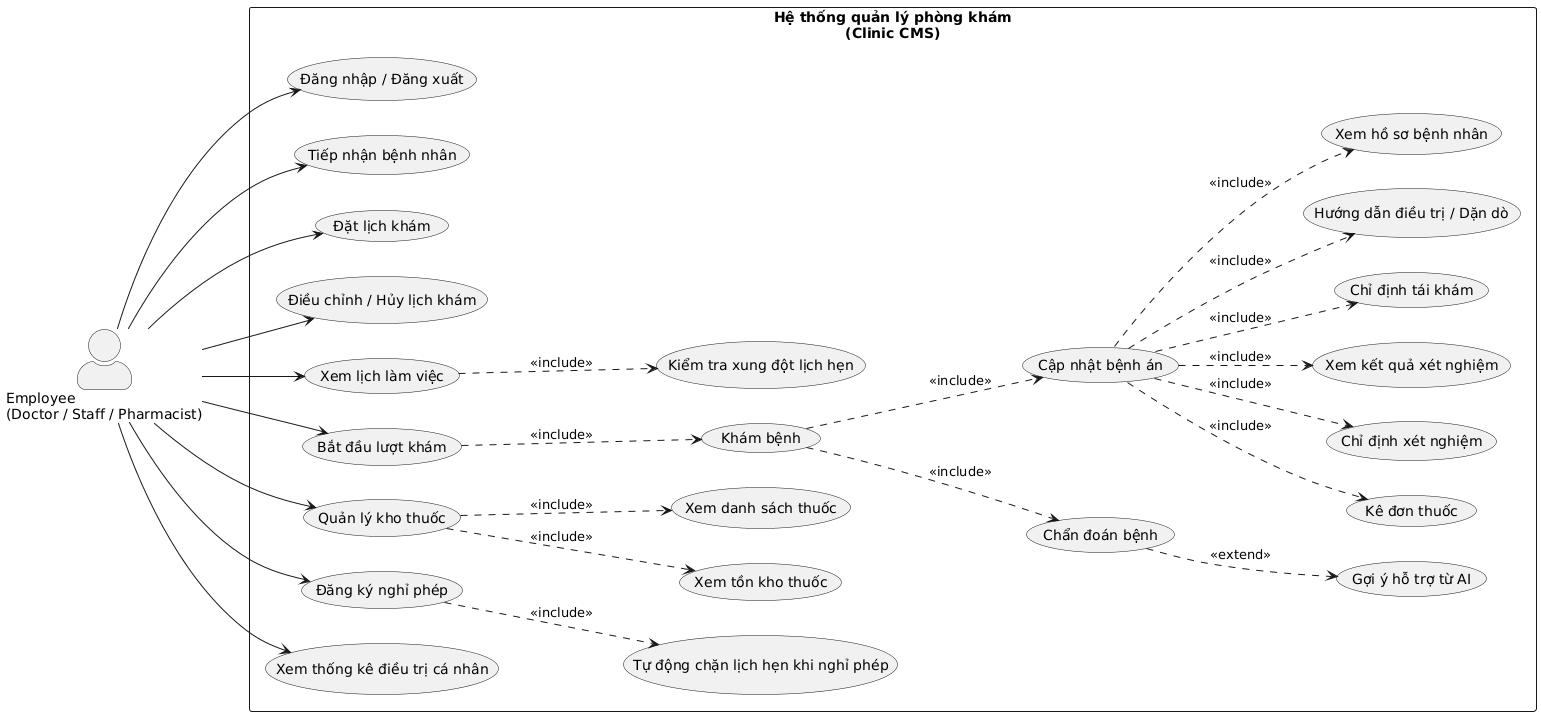 Hệ thống quản lý phòng khám
(Clinic CMS)
Đăng nhập / Đăng xuất
Tiếp nhận bệnh nhân
Đặt lịch khám
Điều chỉnh / Hủy lịch khám
Employee
(Doctor / Staff / Pharmacist)
Xem lịch làm việc
«include»
Kiểm tra xung đột lịch hẹn
Bắt đầu lượt khám
«include»
Khám bệnh
Quản lý kho thuốc
«include»
Xem danh sách thuốc
«include»
Xem tồn kho thuốc
Đăng ký nghỉ phép
«include»
Tự động chặn lịch hẹn khi nghỉ phép
Xem thống kê điều trị cá nhân
«include»
Cập nhật bệnh án
«include»
Chẩn đoán bệnh
«include»
Xem hồ sơ bệnh nhân
«include»
Hướng dẫn điều trị / Dặn dò
«include»
Chỉ định tái khám
«include»
Xem kết quả xét nghiệm
«include»
Chỉ định xét nghiệm
«include»
Kê đơn thuốc
«extend»
Gợi ý hỗ trợ từ AI